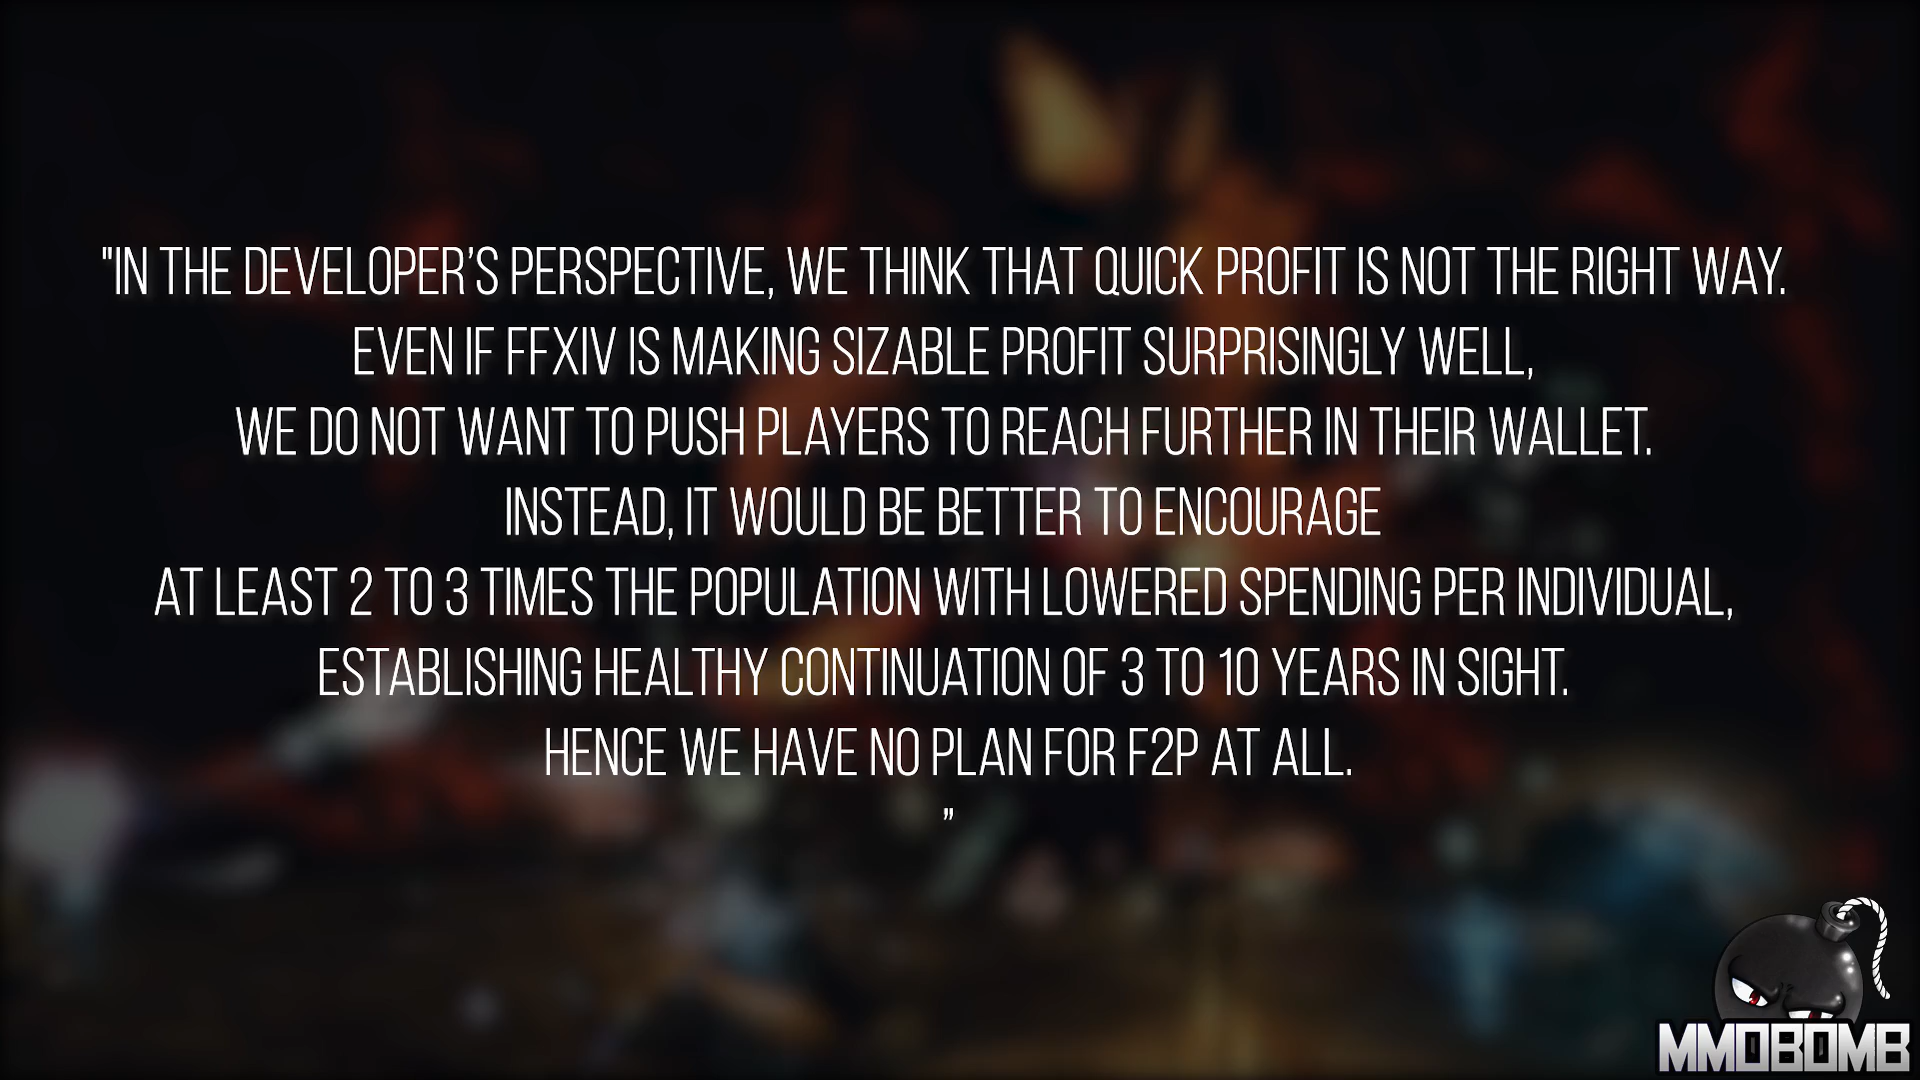 "IN THE DEVELOPER’S PERSPECTIVE, WE THINK THAT QUICK PROFIT IS NOT THE RIGHT WAY.
EVEN IF FFXIV IS MAKING SIZABLE PROFIT SURPRISINGLY WELL,
WE DO NOT WANT TO PUSH PLAYERS TO REACH FURTHER IN THEIR WALLET.
INSTEAD, IT WOULD BE BETTER TO ENCOURAGE
AT LEAST 2 TO 3 TIMES THE POPULATION WITH LOWERED SPENDING PER INDIVIDUAL,
ESTABLISHING HEALTHY CONTINUATION OF 3 TO 10 YEARS IN SIGHT.
HENCE WE HAVE NO PLAN FOR F2P AT ALL.
”
MMOBOMB